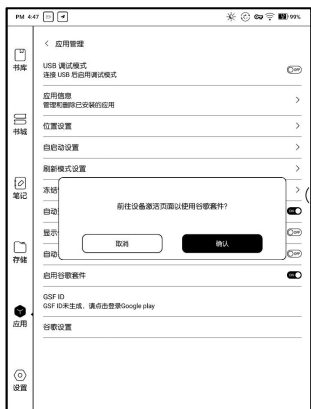 PM 4:47
99%
应用管理
书库
USB 调试模式
连接 USB 后启用调试模式
OFF
应用信息
管理和删除已安装的应用
书城
位置设置
自启动设置
刷新模式设置
笔记
冻结
前往设备激活页面以使用谷歌套件?
自动
ON
显示
取消
确认
OFF
存储
自动
OFF
启用谷歌套件
ON
GSF ID
GSF ID未生成, 请点击登录Google play
应用
谷歌设置
设置